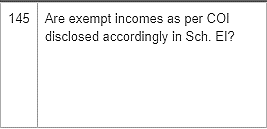 145 Are exempt incomes as per COI
disclosed accordingly in Sch. EI?